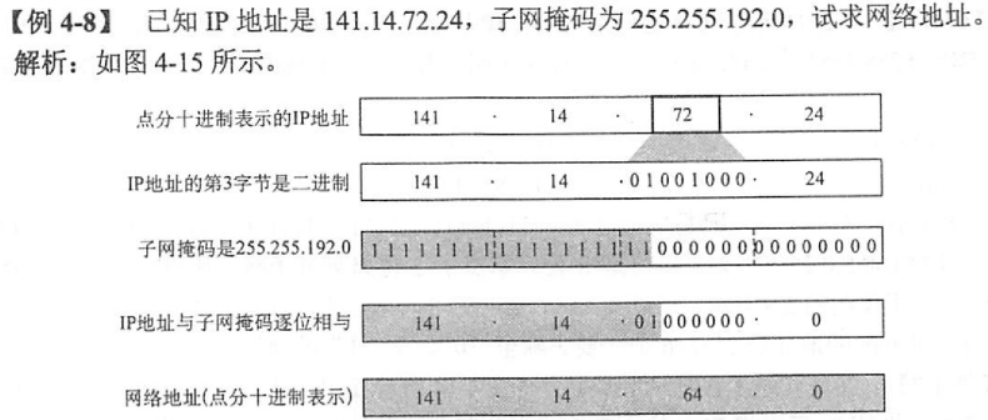 【例 4-8】 已知 IP 地址是 141.14.72.24，子网掩码为 255.255.192.0，试求网络地址。
解析：如图 4-15 所示。
点分十进制表示的IP地址 141 · 14 · 72 · 24
IP地址的第3字节是二进制 141 · 14 ·01001000· 24
子网掩码是255.255.192.0 11111111 11111111 11000000 00000000
IP地址与子网掩码逐位相与 141 · 14 ·01000000· 0
网络地址(点分十进制表示) 141 · 14 · 64 · 0